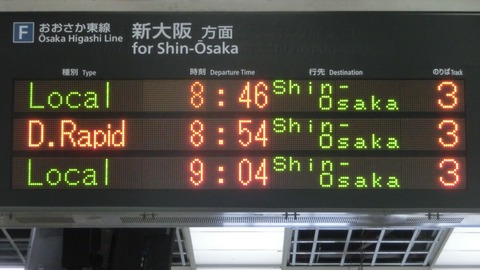 F おおさか東線 新大阪 方面
Ōsaka Higashi Line for Shin-Ōsaka
種別 Type 時刻 Departure Time 行先 Destination のりば Track
Local 8:46 Shin-Osaka 3
D.Rapid 8:54 Shin-Osaka 3
Local 9:04 Shin-Osaka 3